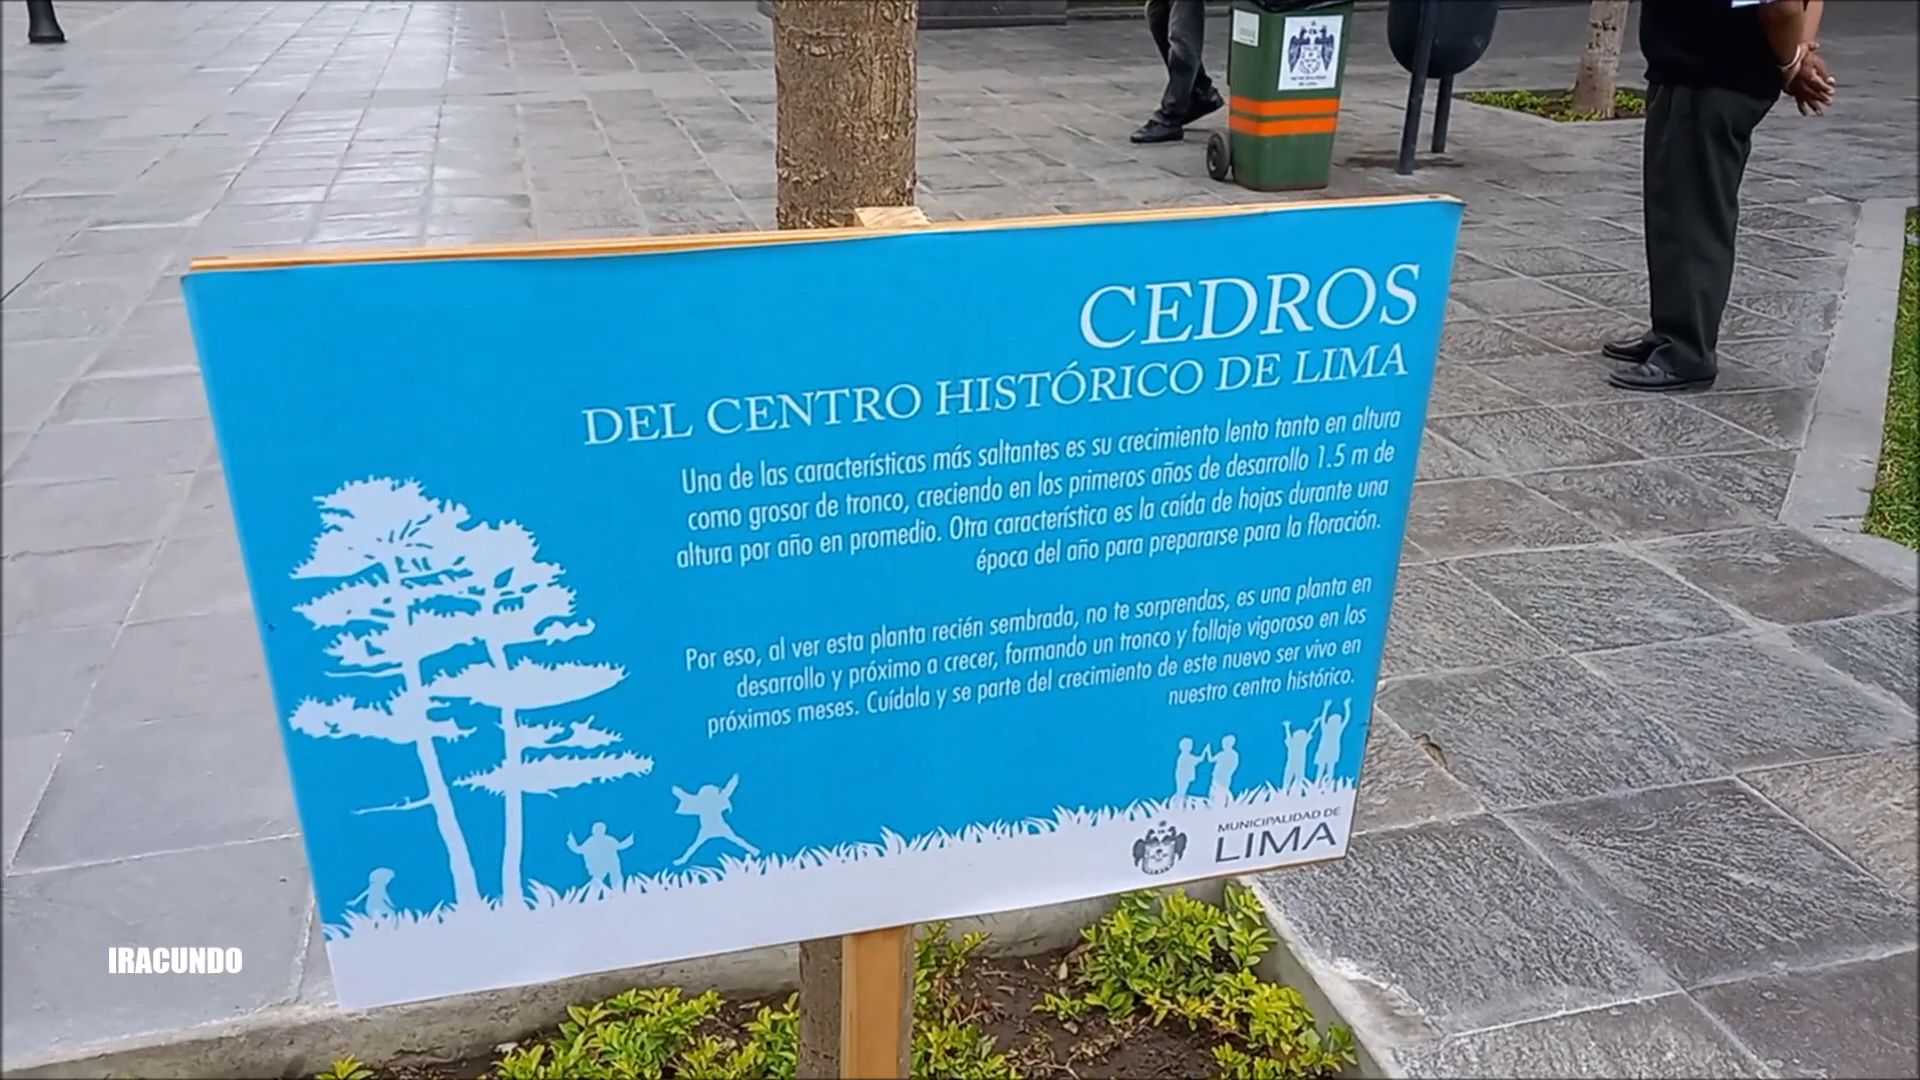 CEDROS
DEL CENTRO HISTÓRICO DE LIMA
Una de las características más saltantes es su crecimiento lento tanto en altura
como grosor de tronco, creciendo en los primeros años de desarrollo 1.5 m de
altura por año en promedio. Otra característica es la caída de hojas durante una
época del año para prepararse para la floración.
Por eso, al ver esta planta recién sembrada, no te sorprendas, es una planta en
desarrollo y próximo a crecer, formando un tronco y follaje vigoroso en los
próximos meses. Cuídala y se parte del crecimiento de este nuevo ser vivo en
nuestro centro histórico.
MUNICIPALIDAD DE
LIMA
IRACUNDO